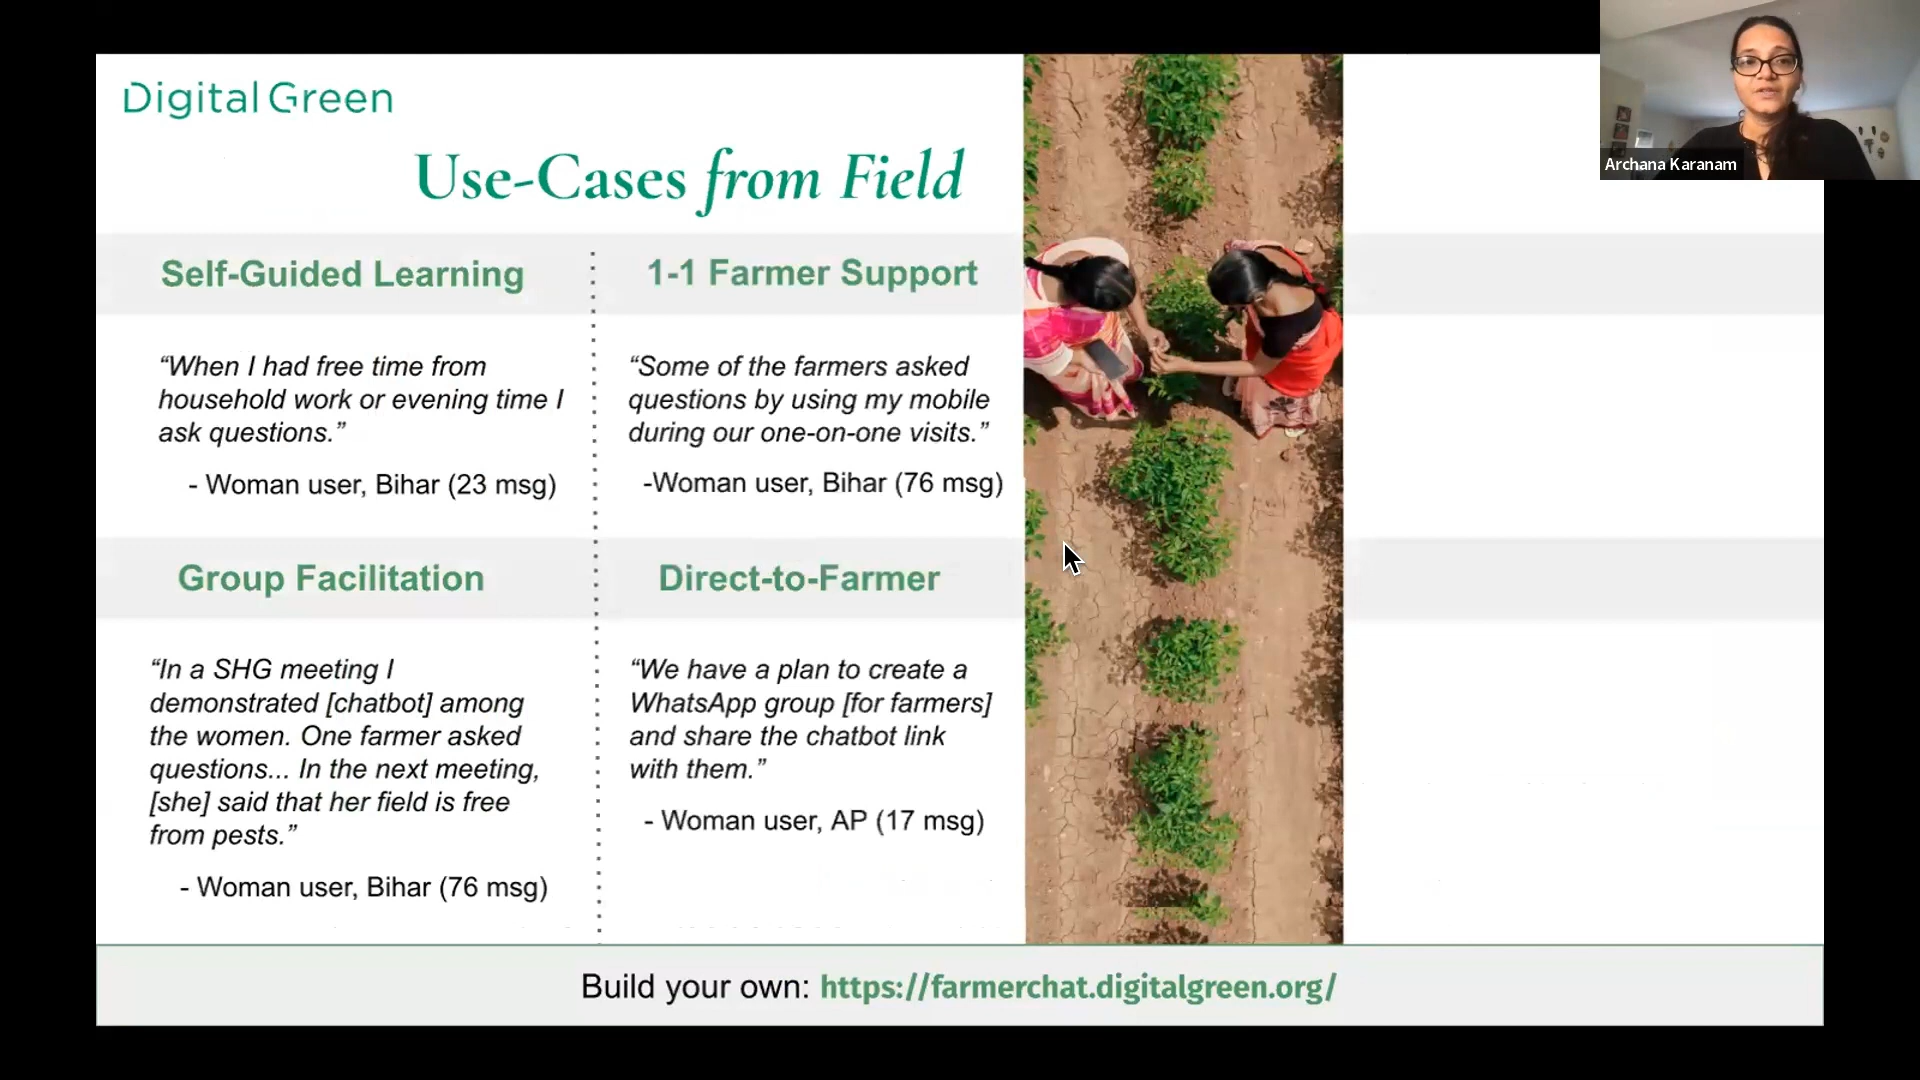 Digital Green
Use-Cases from Field
Archana Karanam
Self-Guided Learning
“When I had free time from
household work or evening time I
ask questions.”
- Woman user, Bihar (23 msg)
1-1 Farmer Support
“Some of the farmers asked
questions by using my mobile
during our one-on-one visits.”
-Woman user, Bihar (76 msg)
Group Facilitation
“In a SHG meeting I
demonstrated [chatbot] among
the women. One farmer asked
questions... In the next meeting,
[she] said that her field is free
from pests.”
- Woman user, Bihar (76 msg)
Direct-to-Farmer
“We have a plan to create a
WhatsApp group [for farmers]
and share the chatbot link
with them.”
- Woman user, AP (17 msg)
Build your own: https://farmerchat.digitalgreen.org/